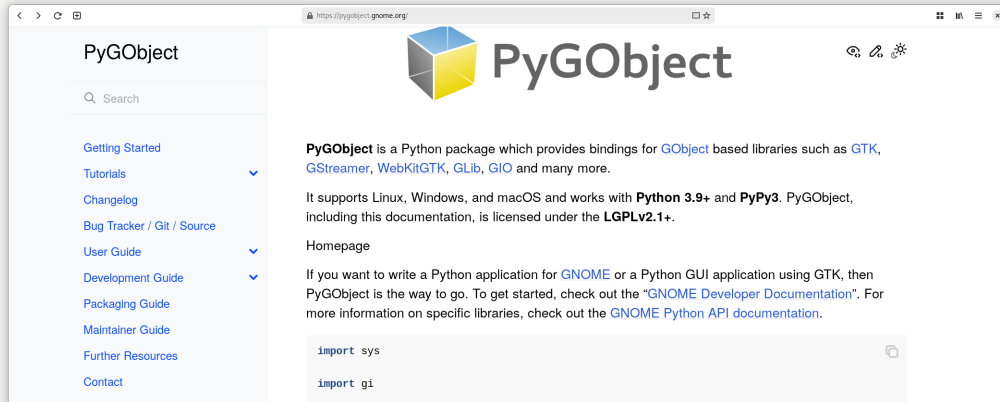 https://pygobject.gnome.org/
PyGObject
Search
Getting Started
Tutorials
Changelog
Bug Tracker / Git / Source
User Guide
Development Guide
Packaging Guide
Maintainer Guide
Further Resources
Contact
PyGObject
PyGObject is a Python package which provides bindings for GObject based libraries such as GTK,
GStreamer, WebKitGTK, GLib, GIO and many more.
It supports Linux, Windows, and macOS and works with Python 3.9+ and PyPy3. PyGObject,
including this documentation, is licensed under the LGPLv2.1+.
Homepage
If you want to write a Python application for GNOME or a Python GUI application using GTK, then
PyGObject is the way to go. To get started, check out the “GNOME Developer Documentation”. For
more information on specific libraries, check out the GNOME Python API documentation.
import sys
import gi